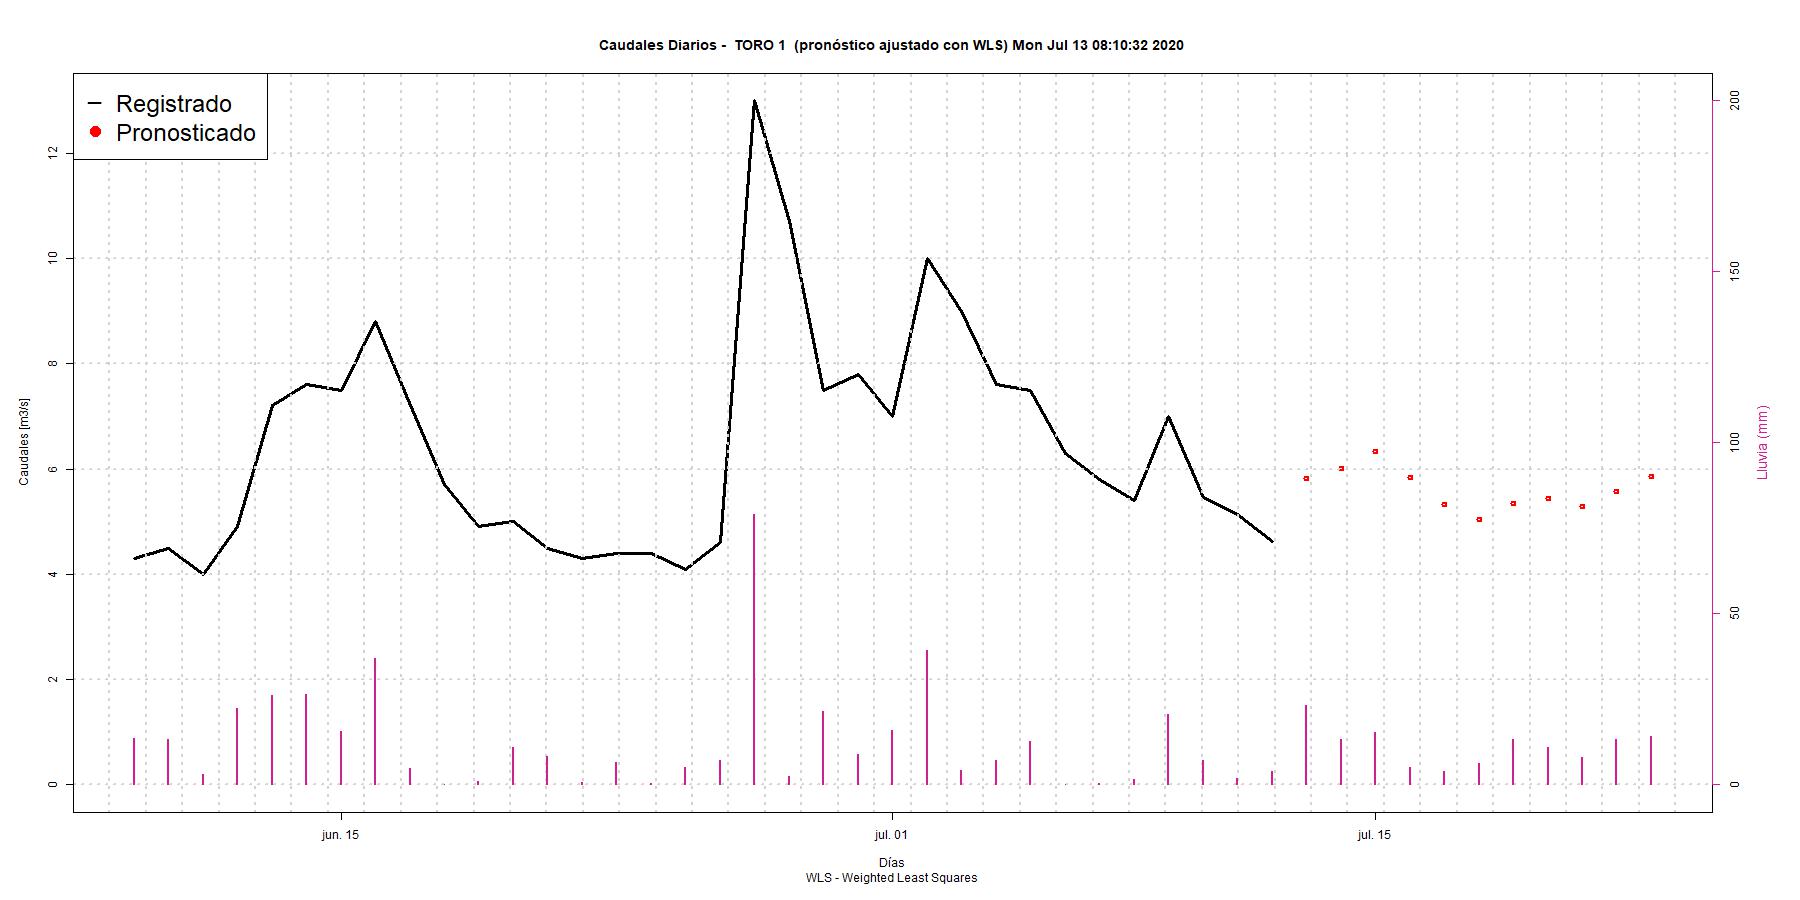 Caudales Diarios -  TORO 1  (pronóstico ajustado con WLS) Mon Jul 13 08:10:32 2020
Registrado
Pronosticado
Caudales [m3/s]
12
10
8
6
4
2
0
200
150
100
50
0
Lluvia (mm)
jun. 15
jul. 01
jul. 15
Días
WLS - Weighted Least Squares